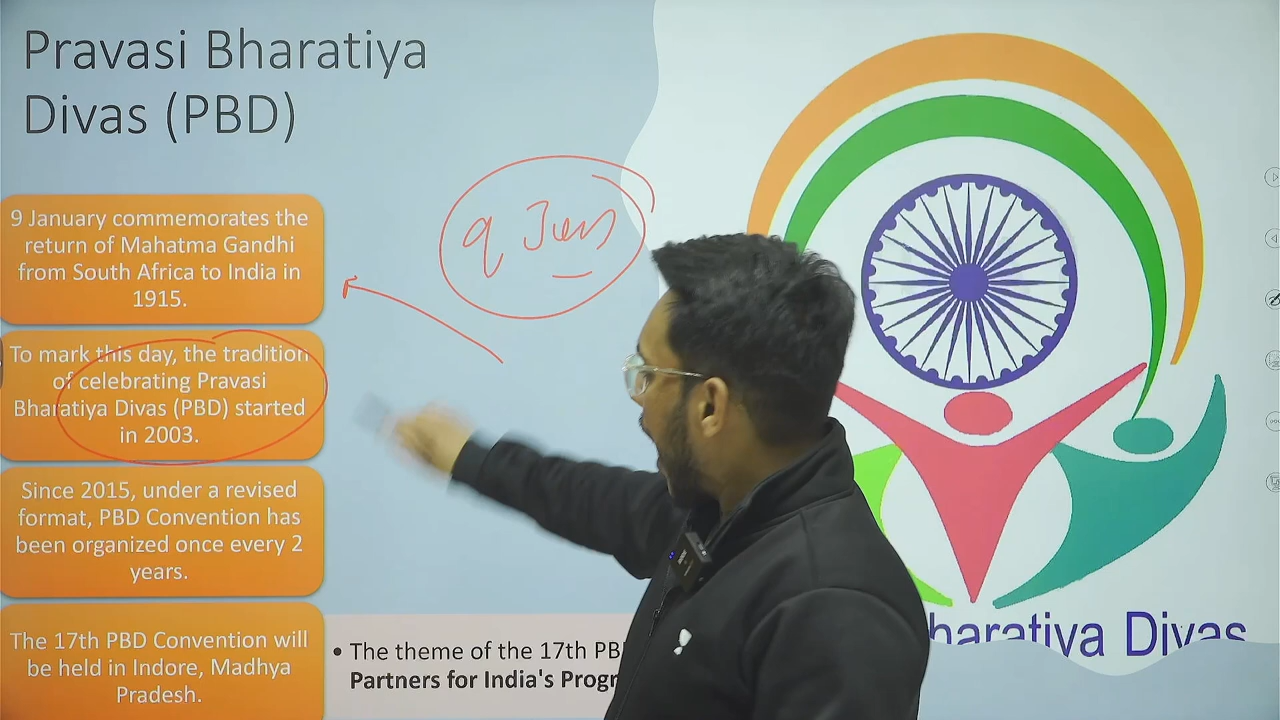 Pravasi Bharatiya
Divas (PBD)
9 January commemorates the
return of Mahatma Gandhi
from South Africa to India in
1915.
To mark this day, the tradition
of celebrating Pravasi
Bharatiya Divas (PBD) started
in 2003.
Since 2015, under a revised
format, PBD Convention has
been organized once every 2
years.
The 17th PBD Convention will
be held in Indore, Madhya
Pradesh.
9 Jan
• The theme of the 17th PB
Partners for India's Progr
haratiya Divas